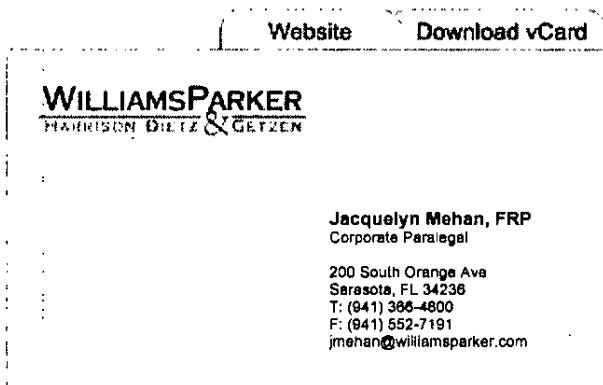 Website Download vCard
WILLIAMSPARKER
HARRISON DIETZ & GETZEN
Jacquelyn Mehan, FRP
Corporate Paralegal
200 South Orange Ave
Sarasota, FL 34236
T: (941) 366-4800
F: (941) 552-7191
jmehan@williamsparker.com